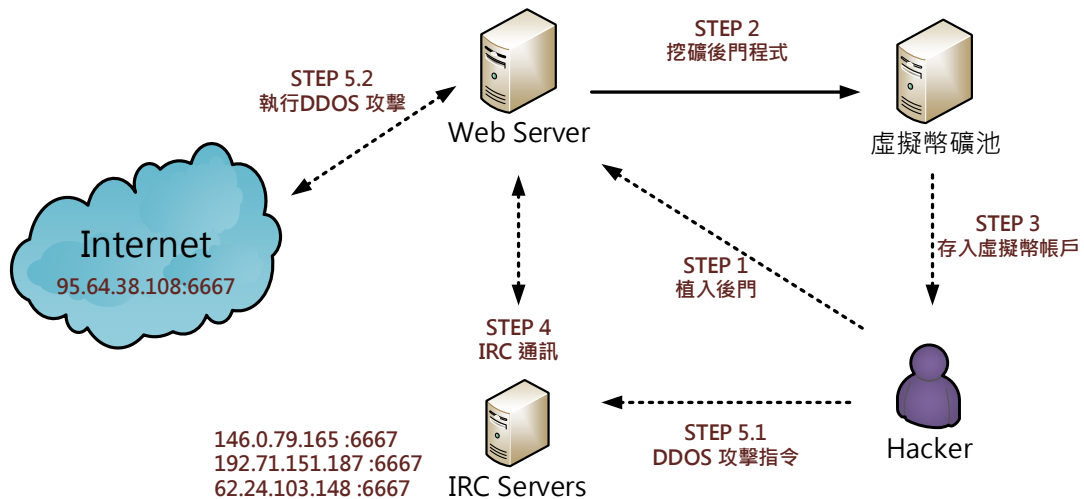 STEP 2
挖礦後門程式
STEP 5.2
執行DDOS 攻擊
Web Server
虛擬幣礦池
Internet
95.64.38.108:6667
STEP 3
存入虛擬幣帳戶
STEP 1
植入後門
STEP 4
IRC 通訊
STEP 5.1
DDOS 攻擊指令
Hacker
146.0.79.165 :6667
192.71.151.187 :6667
62.24.103.148 :6667
IRC Servers